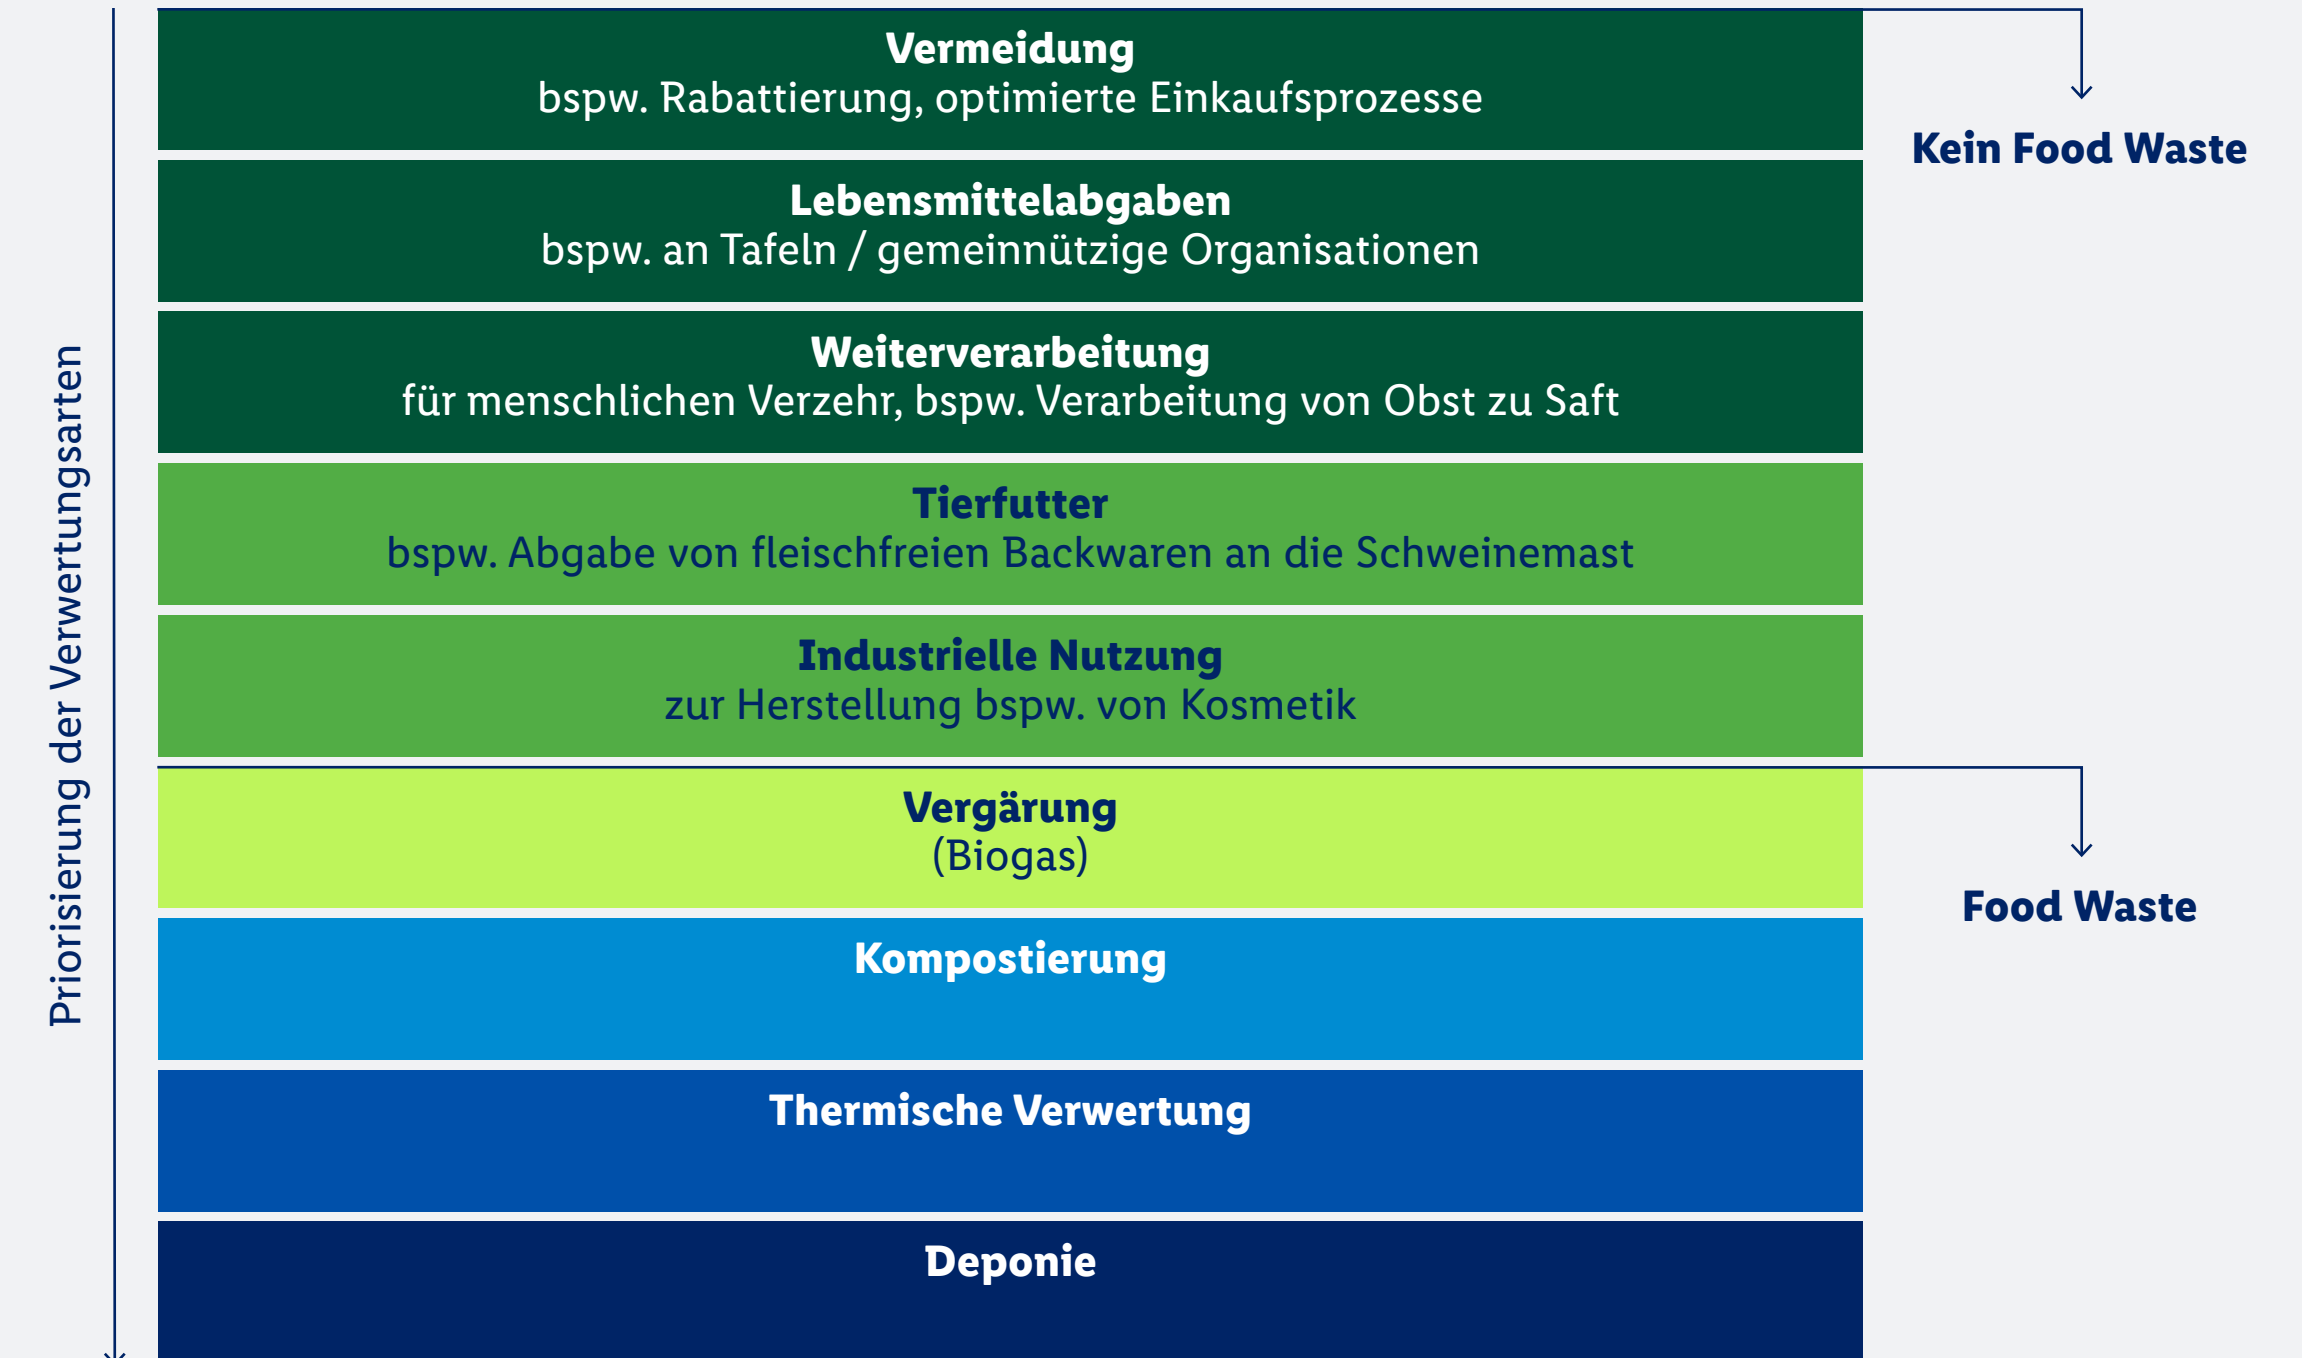 Priorisierung der Verwertungsarten
Vermeidung
bspw. Rabattierung, optimierte Einkaufsprozesse
Kein Food Waste
Lebensmittelabgaben
bspw. an Tafeln / gemeinnützige Organisationen
Weiterverarbeitung
für menschlichen Verzehr, bspw. Verarbeitung von Obst zu Saft
Tierfutter
bspw. Abgabe von fleischfreien Backwaren an die Schweinemast
Industrielle Nutzung
zur Herstellung bspw. von Kosmetik
Vergärung
(Biogas)
Food Waste
Kompostierung
Thermische Verwertung
Deponie